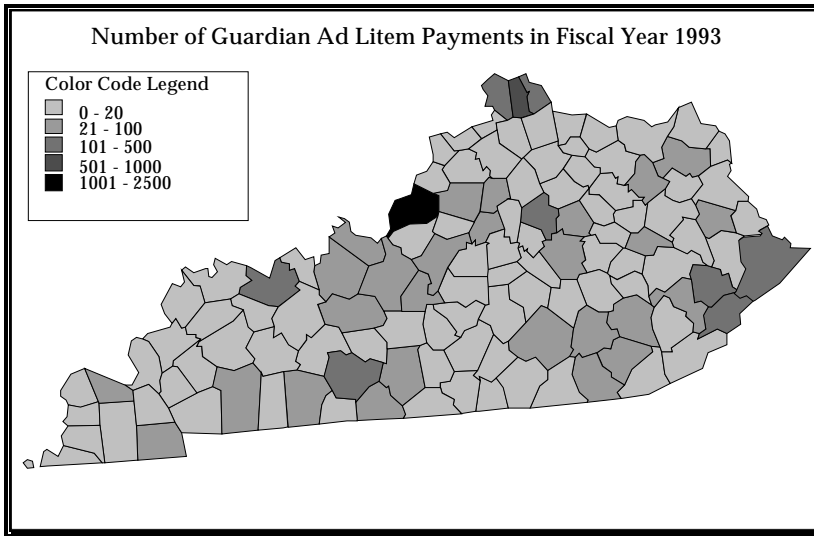 Number of Guardian Ad Litem Payments in Fiscal Year 1993
Color Code Legend
0 - 20
21 - 100
101 - 500
501 - 1000
1001 - 2500